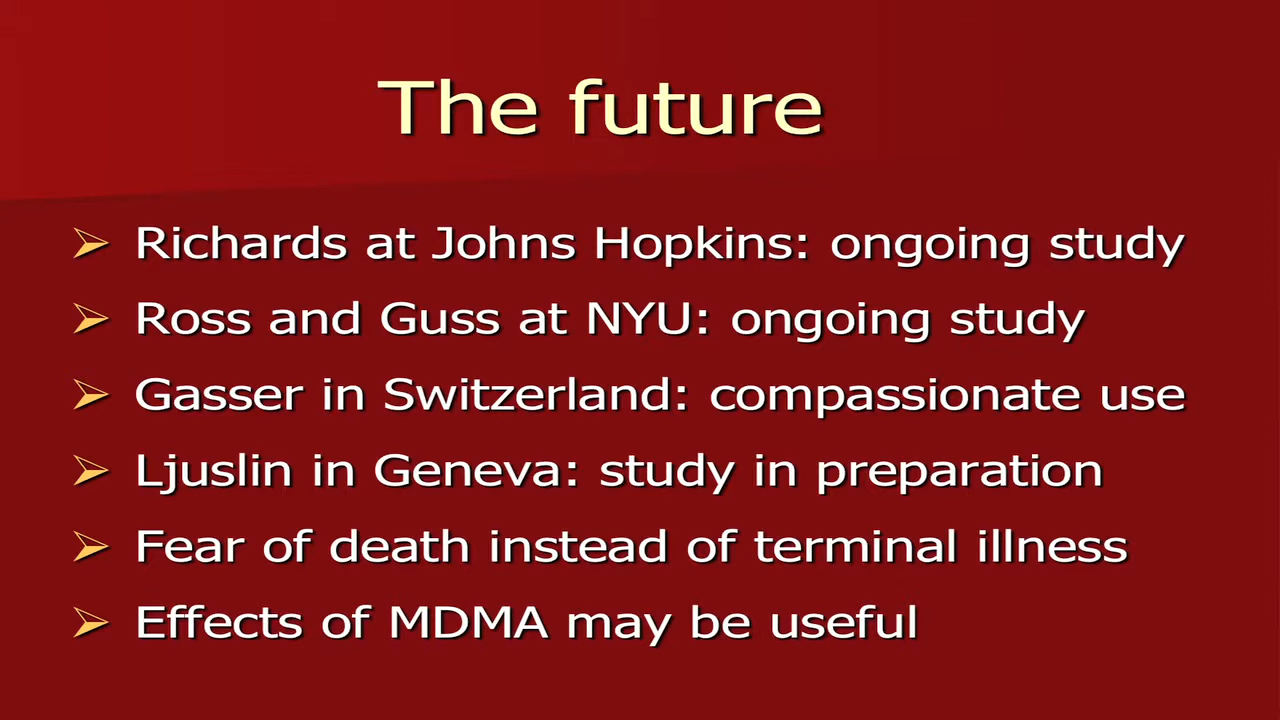 The future
Richards at Johns Hopkins: ongoing study
Ross and Guss at NYU: ongoing study
Gasser in Switzerland: compassionate use
Ljuslin in Geneva: study in preparation
Fear of death instead of terminal illness
Effects of MDMA may be useful